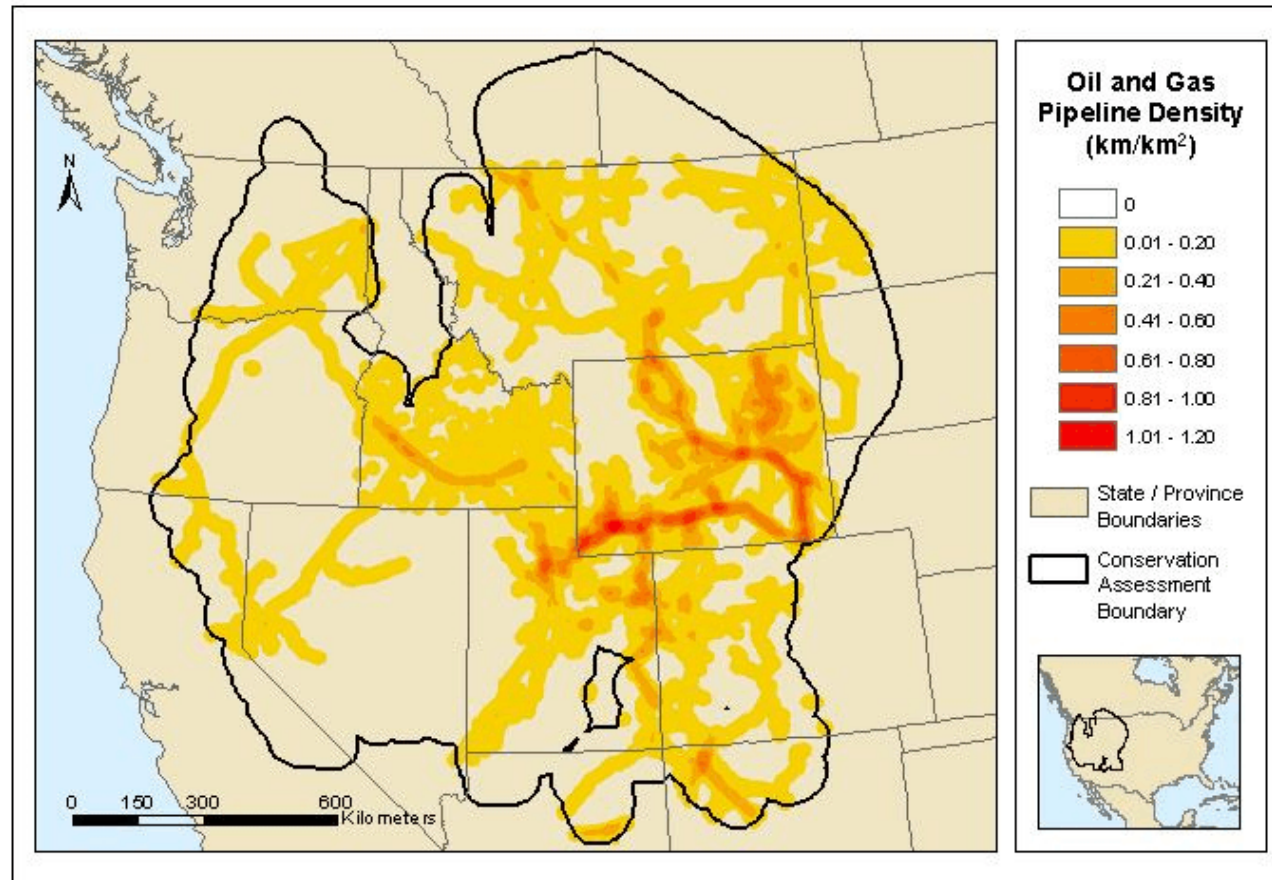 Oil and Gas
Pipeline Density
(km/km²)
0
0.01 - 0.20
0.21 - 0.40
0.41 - 0.60
0.61 - 0.80
0.81 - 1.00
1.01 - 1.20
State / Province
Boundaries
Conservation
Assessment
Boundary
N
0 150 300 600
Kilometers